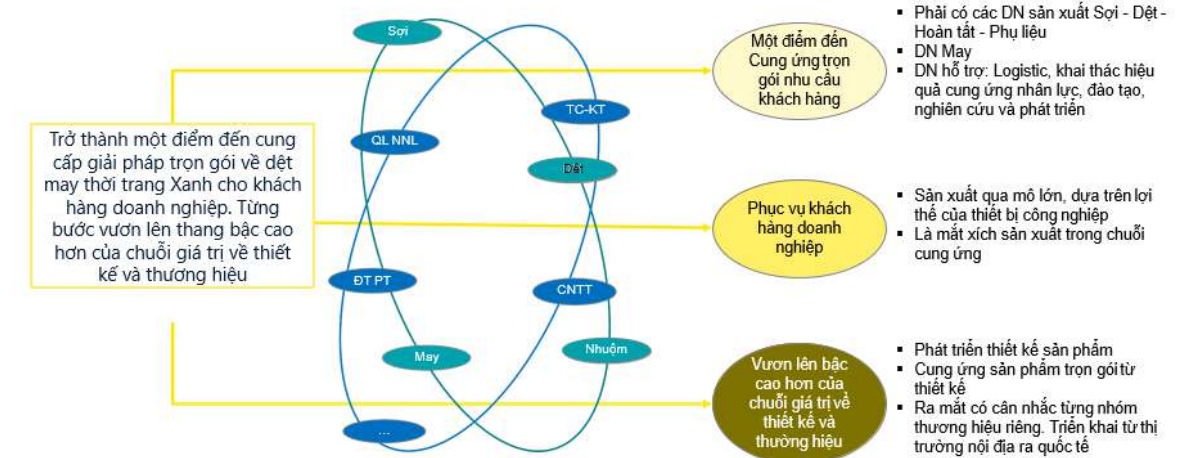 Trở thành một điểm đến cung
cấp giải pháp trọn gói về dệt
may thời trang Xanh cho khách
hàng doanh nghiệp. Từng
bước vươn lên thang bậc cao
hơn của chuỗi giá trị về thiết
kế và thương hiệu
Sợi
TC-KT
QL NNL
Dệt
ĐT PT
CNTT
May
Nhuộm
...
Một điểm đến
Cung ứng trọn
gói nhu cầu
khách hàng
▪ Phải có các DN sản xuất Sợi - Dệt -
Hoàn tất - Phụ liệu
▪ DN May
▪ DN hỗ trợ: Logistic, khai thác hiệu
quả cung ứng nhân lực, đào tạo,
nghiên cứu và phát triển
Phục vụ khách
hàng doanh
nghiệp
▪ Sản xuất qua mô lớn, dựa trên lợi
thế của thiết bị công nghiệp
▪ Là mắt xích sản xuất trong chuỗi
cung ứng
Vươn lên bậc
cao hơn của
chuỗi giá trị về
thiết kế và
thường hiệu
▪ Phát triển thiết kế sản phẩm
▪ Cung ứng sản phẩm trọn gói từ
thiết kế
▪ Ra mắt có cân nhắc từng nhóm
thương hiệu riêng. Triển khai từ thị
trường nội địa ra quốc tế